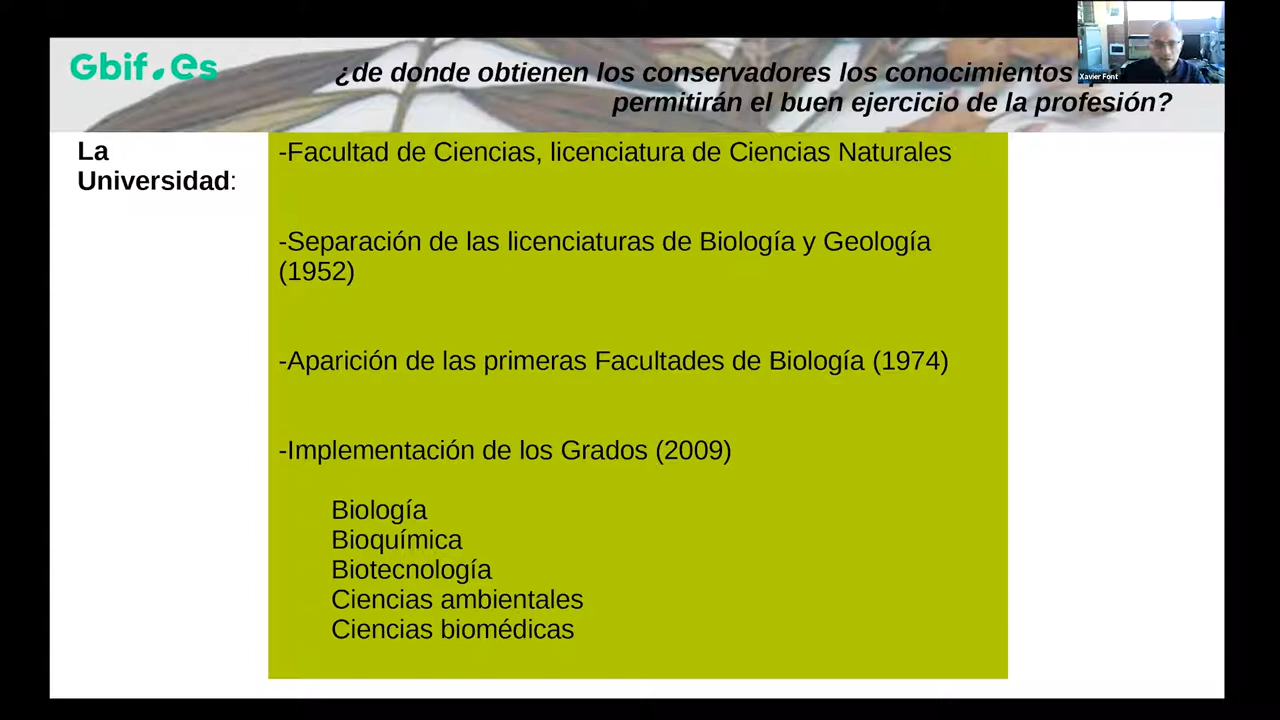 Gbif.es
¿de donde obtienen los conservadores los conocimientos
permitirán el buen ejercicio de la profesión?
Xavier Font
La
Universidad:
-Facultad de Ciencias, licenciatura de Ciencias Naturales
-Separación de las licenciaturas de Biología y Geología
(1952)
-Aparición de las primeras Facultades de Biología (1974)
-Implementación de los Grados (2009)
Biología
Bioquímica
Biotecnología
Ciencias ambientales
Ciencias biomédicas